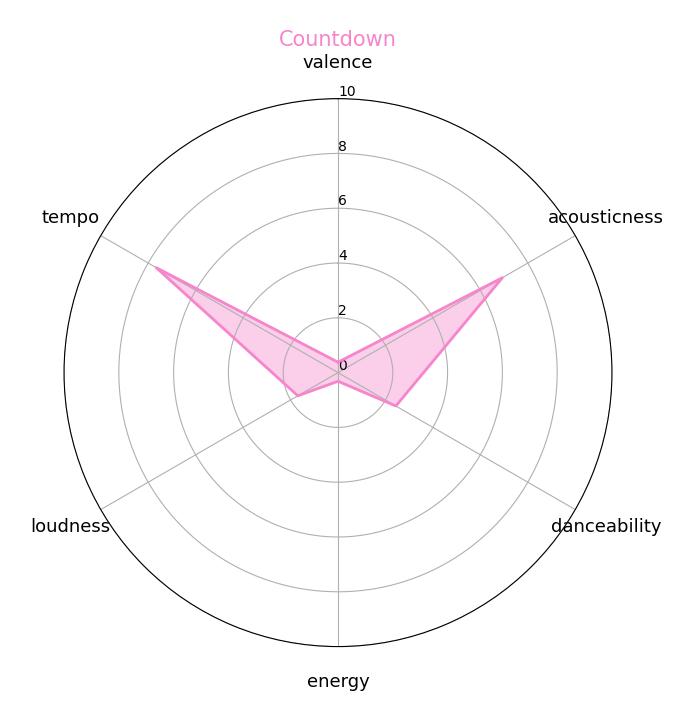 Countdown
valence
10
8
6
4
2
0
tempo
acousticness
loudness
danceability
energy